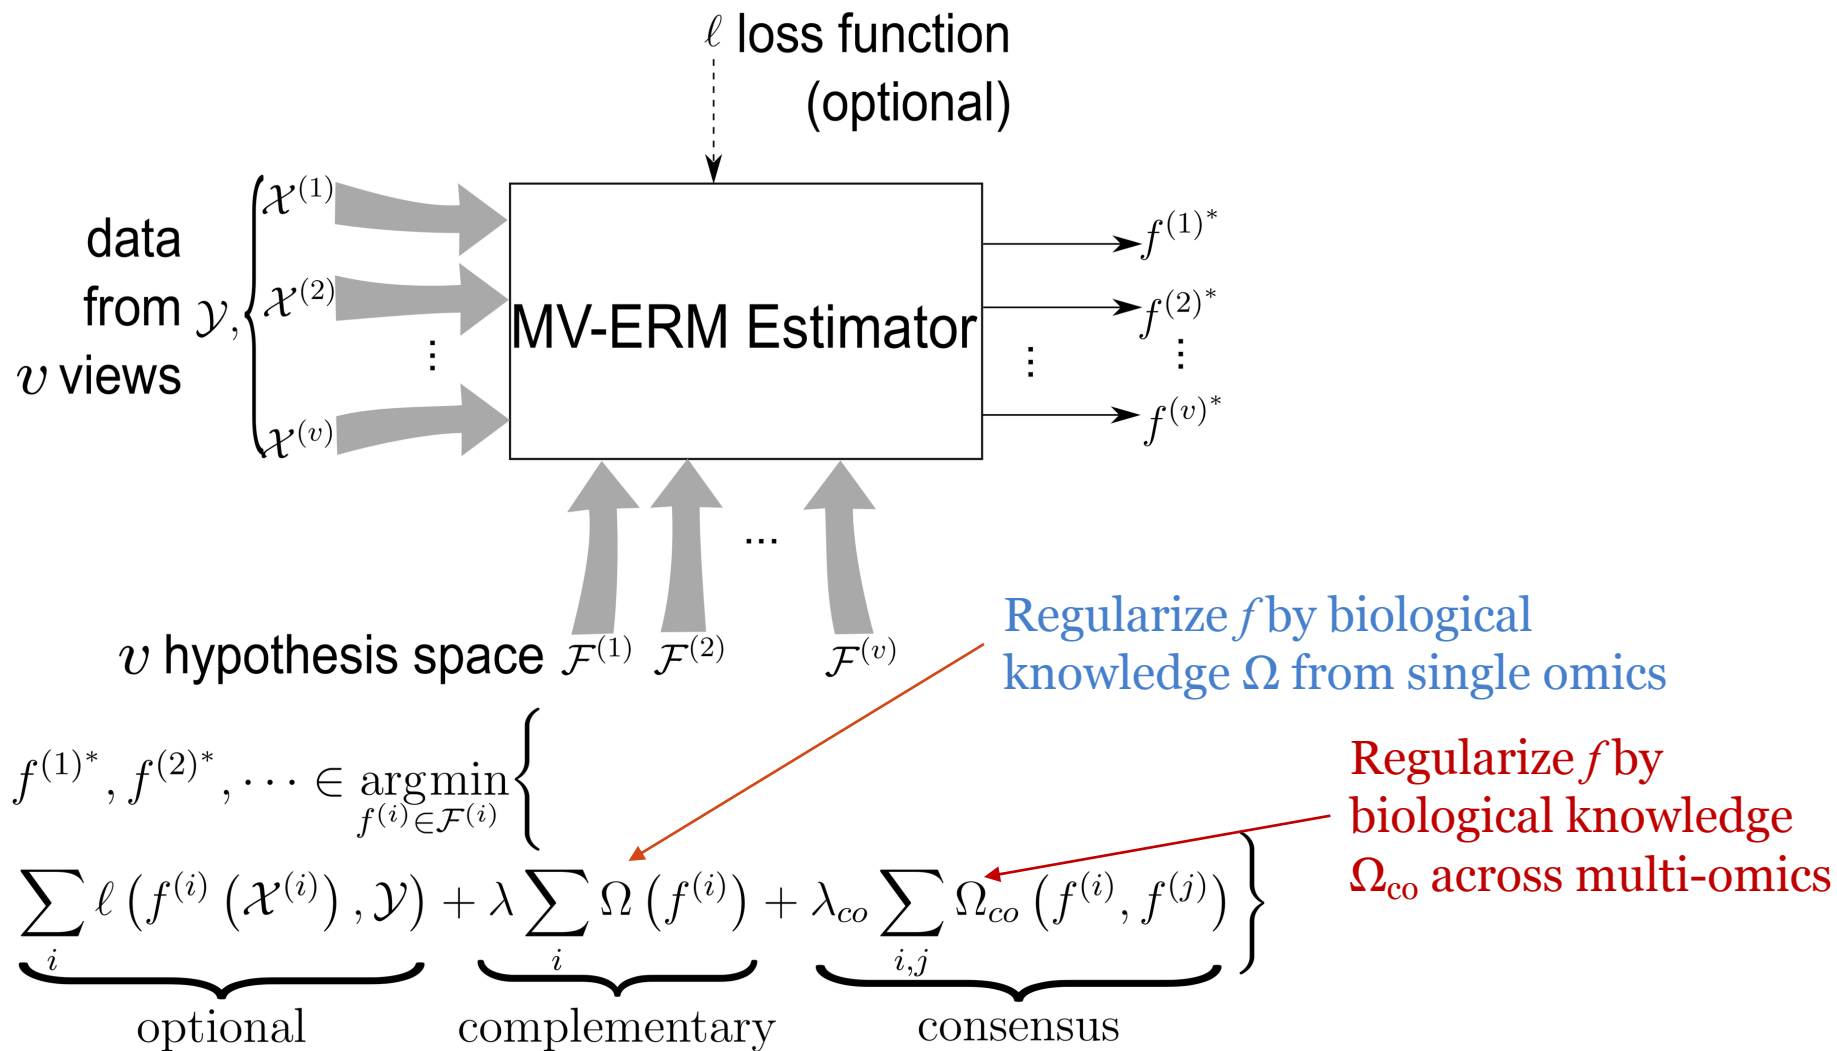 ℓ loss function
(optional)
data
from
v views
𝒴, {
𝒳^(1)
𝒳^(2)
⋮
𝒳^(v)
MV-ERM Estimator
f^(1)*
f^(2)*
⋮ ⋮
f^(v)*
...
v hypothesis space ℱ^(1) ℱ^(2) ℱ^(v)
Regularize f by biological
knowledge Ω from single omics
Regularize f by
biological knowledge
Ω_co across multi-omics
f^(1)*, f^(2)*, ⋯ ∈ argmin_{f^(i)∈ℱ^(i)} {
∑_i ℓ (f^(i) (𝒳^(i)), 𝒴) + λ ∑_i Ω (f^(i)) + λ_co ∑_{i,j} Ω_co (f^(i), f^(j)) }
optional complementary consensus